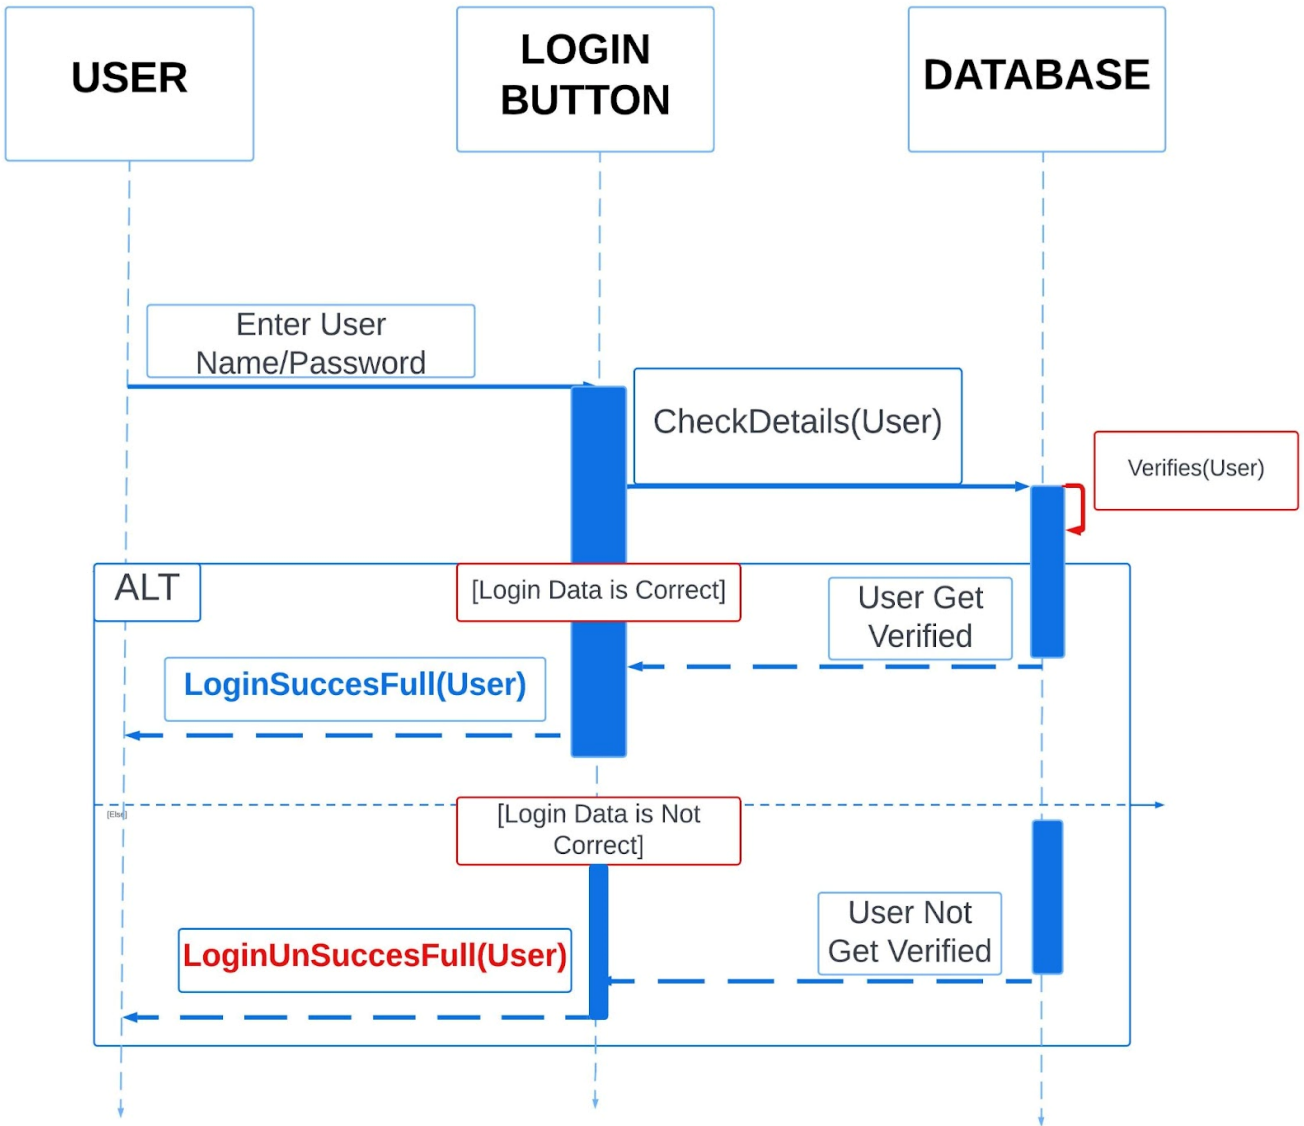 USER
LOGIN
BUTTON
DATABASE
Enter User
Name/Password
CheckDetails(User)
Verifies(User)
ALT
[Login Data is Correct]
User Get
Verified
LoginSuccesFull(User)
[Else]
[Login Data is Not
Correct]
User Not
Get Verified
LoginUnSuccesFull(User)